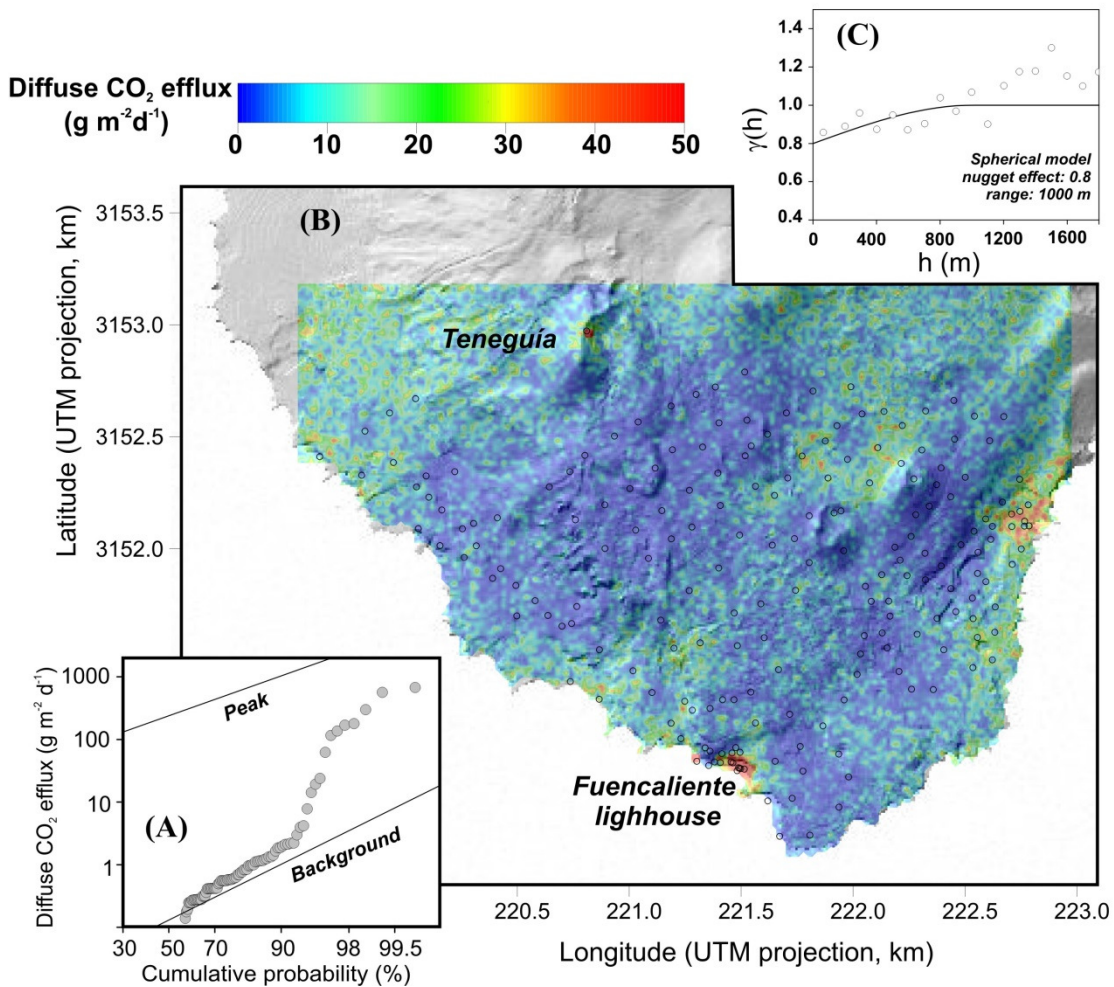 Diffuse CO₂ efflux
(g m⁻²d⁻¹)
0 10 20 30 40 50
(C)
1.4
1.2
1.0
0.8
0.6
0.4
γ(h)
Spherical model
nugget effect: 0.8
range: 1000 m
0 400 800 1200 1600
h (m)
(B)
3153.5
3153.0
3152.5
3152.0
Latitude (UTM projection, km)
Teneguía
Fuencaliente
lighhouse
220.5 221.0 221.5 222.0 222.5 223.0
Longitude (UTM projection, km)
(A)
1000
100
10
1
Diffuse CO₂ efflux (g m⁻² d⁻¹)
Peak
Background
30 50 70 90 98 99.5
Cumulative probability (%)